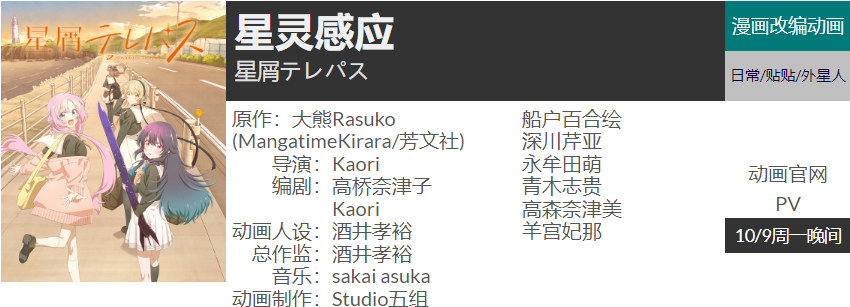 星屑テレパス
星灵感应
星屑テレパス
漫画改编动画
日常/贴贴/外星人
原作：大熊Rasuko
(MangatimeKirara/芳文社)
导演：Kaori
编剧：高桥奈津子
Kaori
动画人设：酒井孝裕
总作监：酒井孝裕
音乐：sakai asuka
动画制作：Studio五组
船户百合绘
深川芹亚
永牟田萌
青木志贵
高森奈津美
羊宫妃那
动画官网
PV
10/9周一晚间